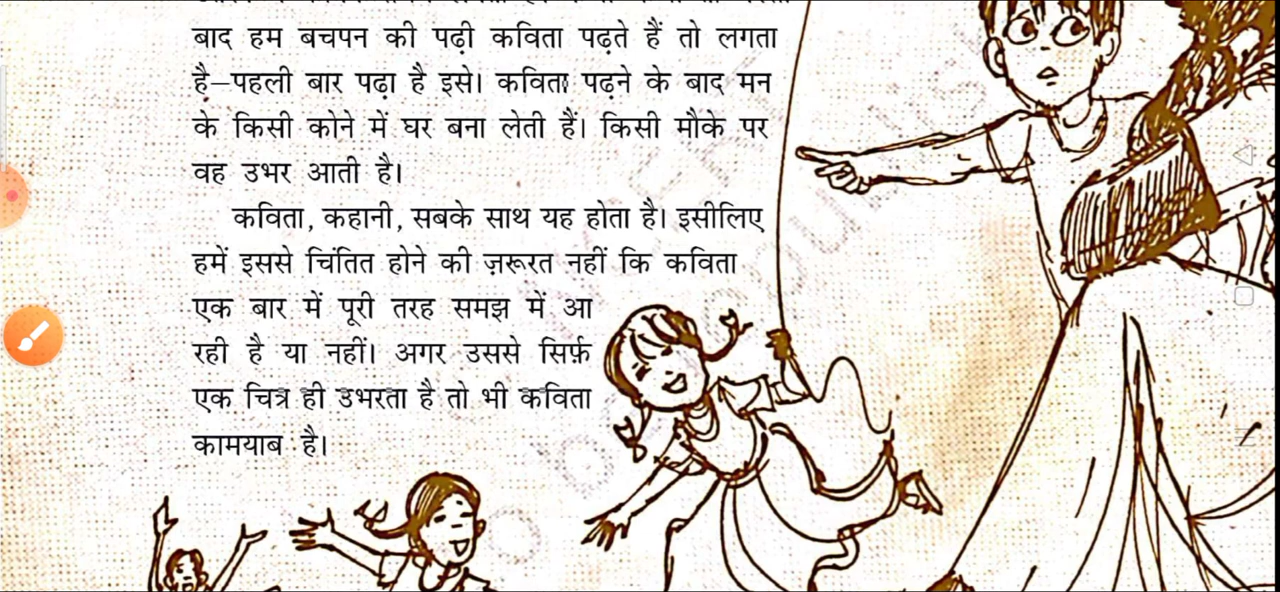 बाद हम बचपन की पढ़ी कविता पढ़ते हैं तो लगता
है—पहली बार पढ़ा है इसे। कविता पढ़ने के बाद मन
के किसी कोने में घर बना लेती हैं। किसी मौके पर
वह उभर आती है।
कविता, कहानी, सबके साथ यह होता है। इसीलिए
हमें इससे चिंतित होने की ज़रूरत नहीं कि कविता
एक बार में पूरी तरह समझ में आ
रही है या नहीं। अगर उससे सिर्फ़
एक चित्र ही उभरता है तो भी कविता
कामयाब है।